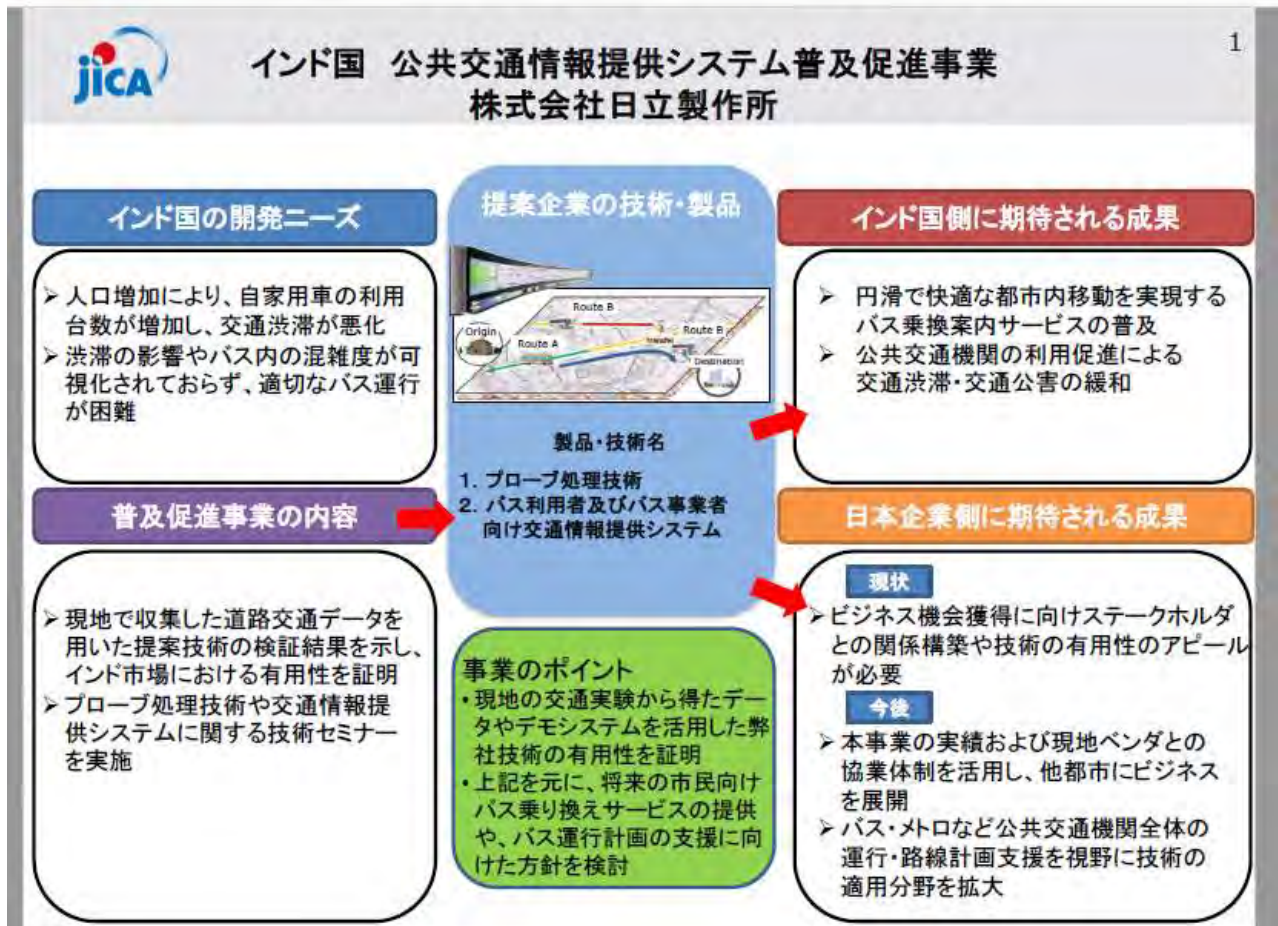 1
JICA
インド国　公共交通情報提供システム普及促進事業
株式会社日立製作所
インド国の開発ニーズ
➢人口増加により、自家用車の利用
台数が増加し、交通渋滞が悪化
➢渋滞の影響やバス内の混雑度が可
視化されておらず、適切なバス運行
が困難
普及促進事業の内容
➢現地で収集した道路交通データを
用いた提案技術の検証結果を示し、
インド市場における有用性を証明
➢プローブ処理技術や交通情報提
供システムに関する技術セミナー
を実施
提案企業の技術・製品
Route B
Origin
Route A
Route B
transfer
Destination
製品・技術名
1. プローブ処理技術
2. バス利用者及びバス事業者
向け交通情報提供システム
事業のポイント
・現地の交通実験から得たデー
タやデモシステムを活用した弊
社技術の有用性を証明
・上記を元に、将来の市民向け
バス乗り換えサービスの提供
や、バス運行計画の支援に向
けた方針を検討
インド国側に期待される成果
➢ 円滑で快適な都市内移動を実現する
バス乗換案内サービスの普及
➢ 公共交通機関の利用促進による
交通渋滞・交通公害の緩和
日本企業側に期待される成果
現状
➢ビジネス機会獲得に向けステークホルダ
との関係構築や技術の有用性のアピール
が必要
今後
➢本事業の実績および現地ベンダとの
協業体制を活用し、他都市にビジネス
を展開
➢バス・メトロなど公共交通機関全体の
運行・路線計画支援を視野に技術の
適用分野を拡大